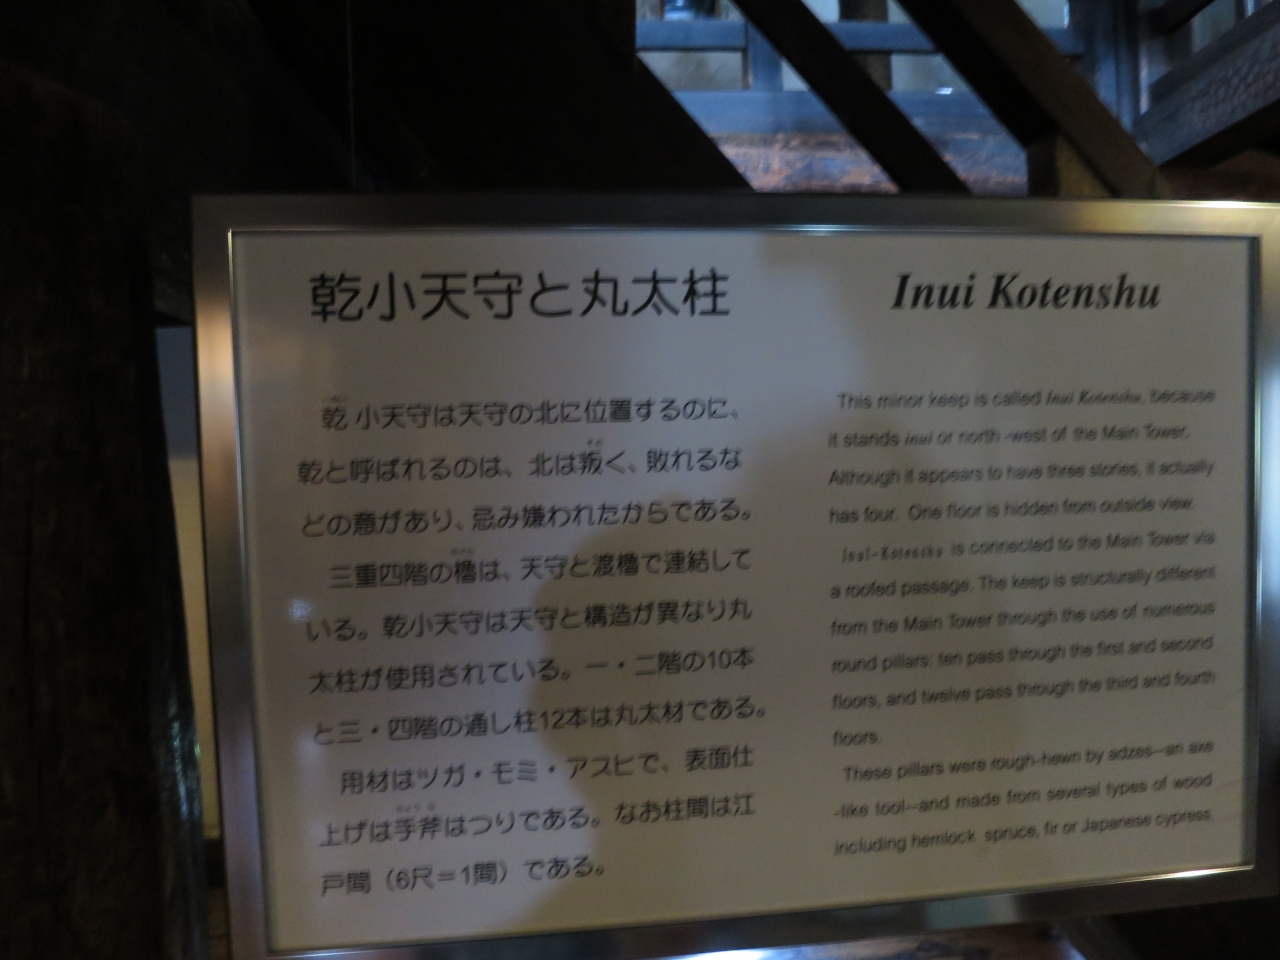 乾小天守と丸太柱
乾小天守は天守の北に位置するのに、
乾と呼ばれるのは、北は叛く、敗れるな
どの意があり、忌み嫌われたからである。
三重四階の櫓は、天守と渡櫓で連結して
いる。乾小天守は天守と構造が異なり丸
太柱が使用されている。一・二階の10本
と三・四階の通し柱12本は丸太材である。
用材はツガ・モミ・アスヒで、表面仕
上げは手斧はつりである。なお柱間は江
戸間（6尺＝1間）である。
Inui Kotenshu
This minor keep is called Inui Kotenshu, because
it stands inui or north -west of the Main Tower.
Although it appears to have three stories, it actually
has four. One floor is hidden from outside view.
Inui-Kotenshu is connected to the Main Tower via
a roofed passage. The keep is structurally different
from the Main Tower through the use of numerous
round pillars; ten pass through the first and second
floors, and twelve pass through the third and fourth
floors.
These pillars were rough-hewn by adzes--an axe
-like tool--and made from several types of wood
including hemlock spruce, fir or Japanese cypress.